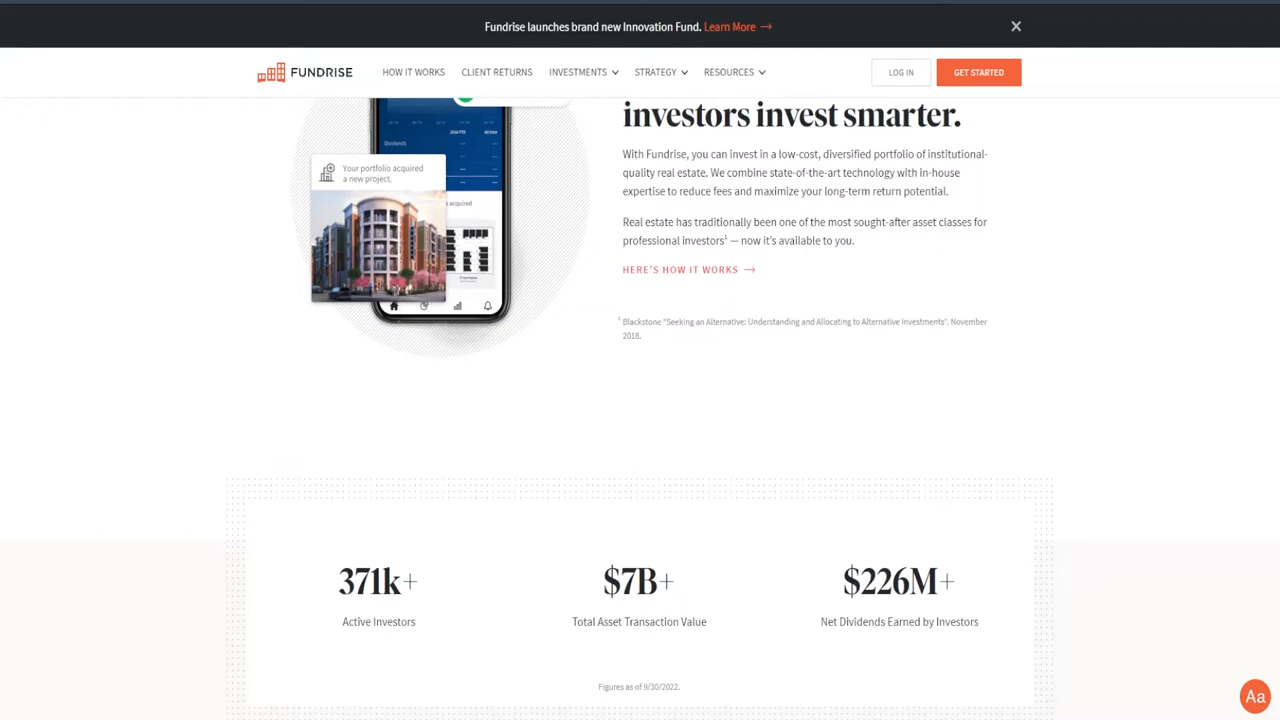 Fundrise launches brand new Innovation Fund. Learn More →
FUNDRISE
HOW IT WORKS
CLIENT RETURNS
INVESTMENTS
STRATEGY
RESOURCES
LOG IN
GET STARTED
investors invest smarter.
With Fundrise, you can invest in a low-cost, diversified portfolio of institutional-
quality real estate. We combine state-of-the-art technology with in-house
expertise to reduce fees and maximize your long-term return potential.
Real estate has traditionally been one of the most sought-after asset classes for
professional investors¹ — now it's available to you.
HERE'S HOW IT WORKS →
¹ Blackstone "Seeking an Alternative: Understanding and Allocating to Alternative Investments". November
2018.
Dividends
Your portfolio acquired
a new project.
acquired
371k+
Active Investors
$7B+
Total Asset Transaction Value
$226M+
Net Dividends Earned by Investors
Figures as of 9/30/2022.
Aa